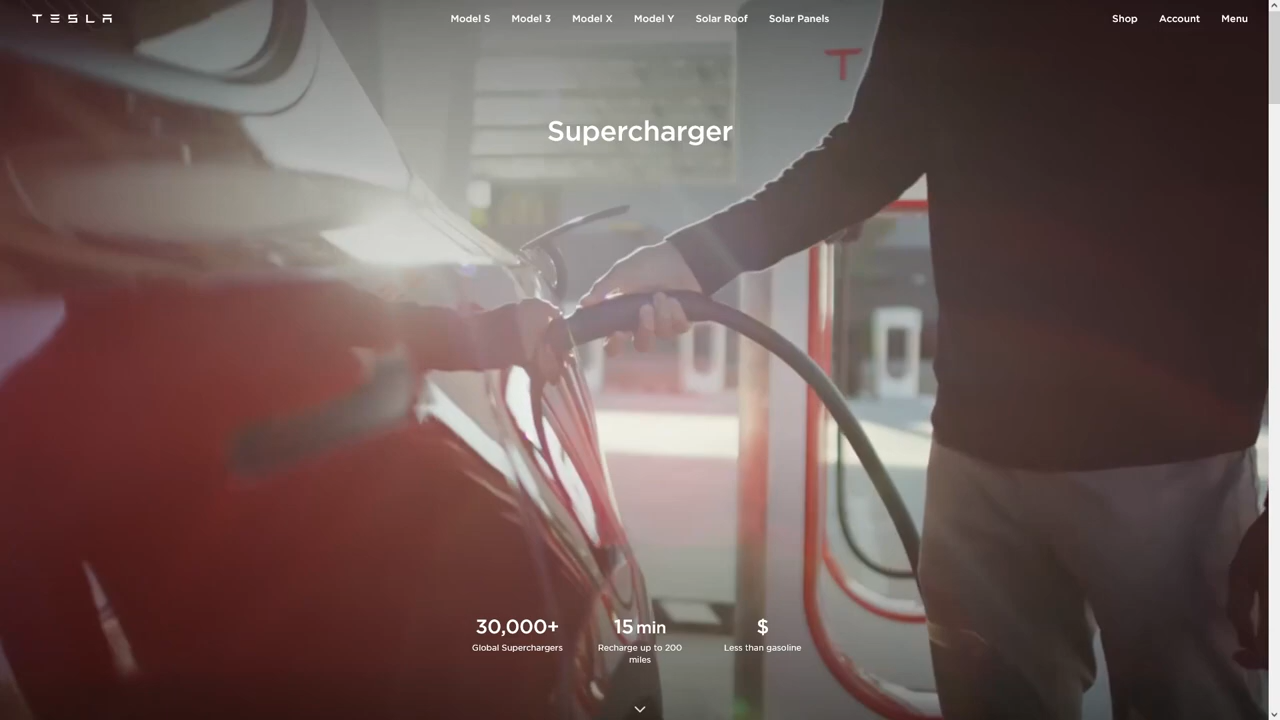 TESLA
Model S Model 3 Model X Model Y Solar Roof Solar Panels
Shop Account Menu
T
Supercharger
30,000+
Global Superchargers
15 min
Recharge up to 200
miles
$
Less than gasoline